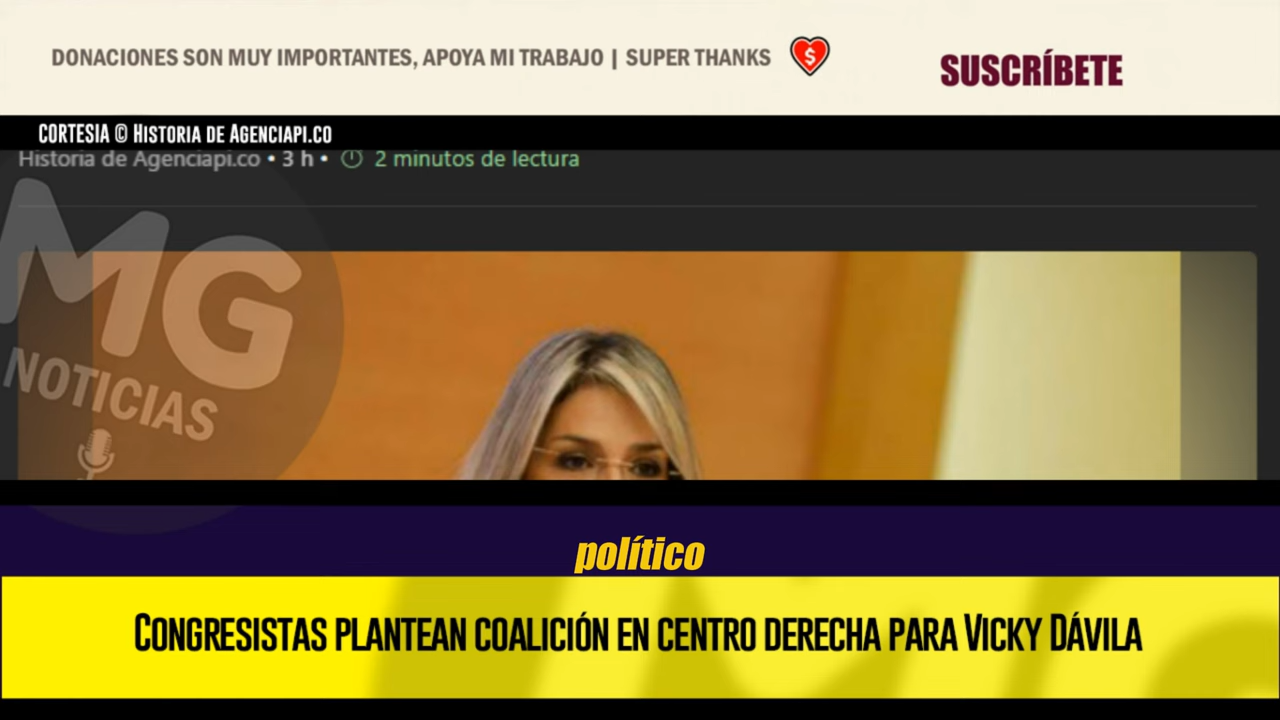 DONACIONES SON MUY IMPORTANTES, APOYA MI TRABAJO | SUPER THANKS
$
SUSCRÍBETE
CORTESIA © HISTORIA DE AGENCIAPI.CO
Historia de Agenciapi.co • 3 h • 2 minutos de lectura
MG
NOTICIAS
político
CONGRESISTAS PLANTEAN COALICIÓN EN CENTRO DERECHA PARA VICKY DÁVILA